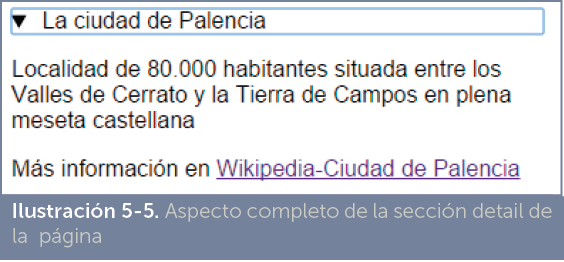 ▼ La ciudad de Palencia
Localidad de 80.000 habitantes situada entre los
Valles de Cerrato y la Tierra de Campos en plena
meseta castellana
Más información en Wikipedia-Ciudad de Palencia
Ilustración 5-5. Aspecto completo de la sección detail de
la página